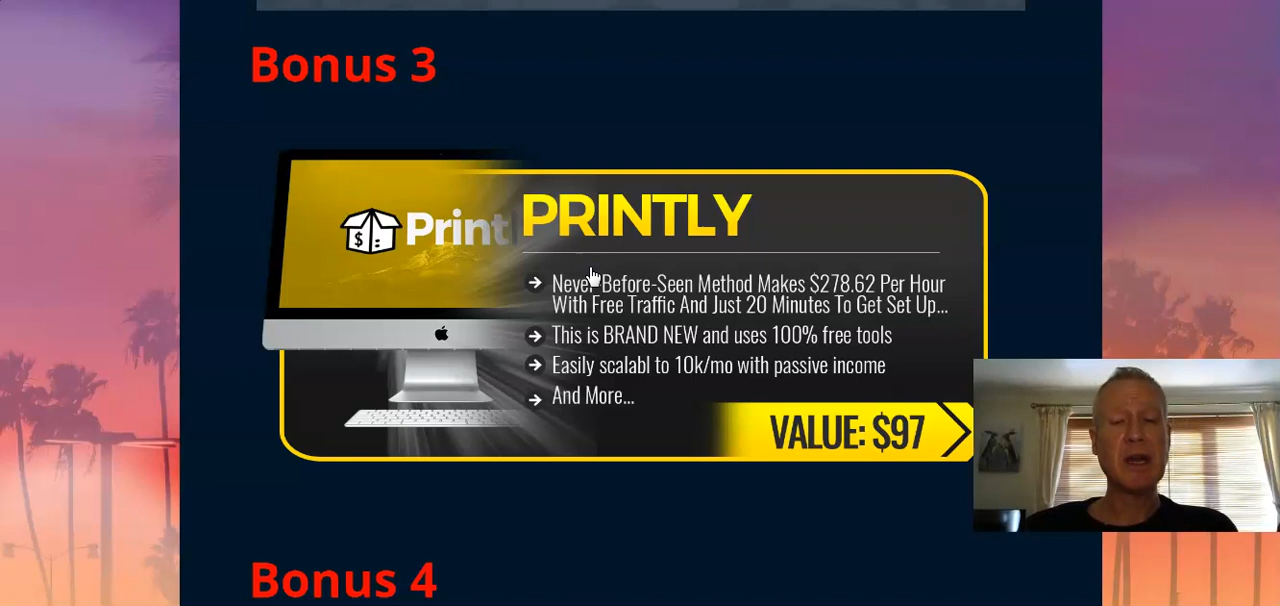 Bonus 3
Print
$
PRINTLY
Never-Before-Seen Method Makes $278.62 Per Hour
With Free Traffic And Just 20 Minutes To Get Set Up...
This is BRAND NEW and uses 100% free tools
Easily scalabl to 10k/mo with passive income
And More...
VALUE: $97
Bonus 4